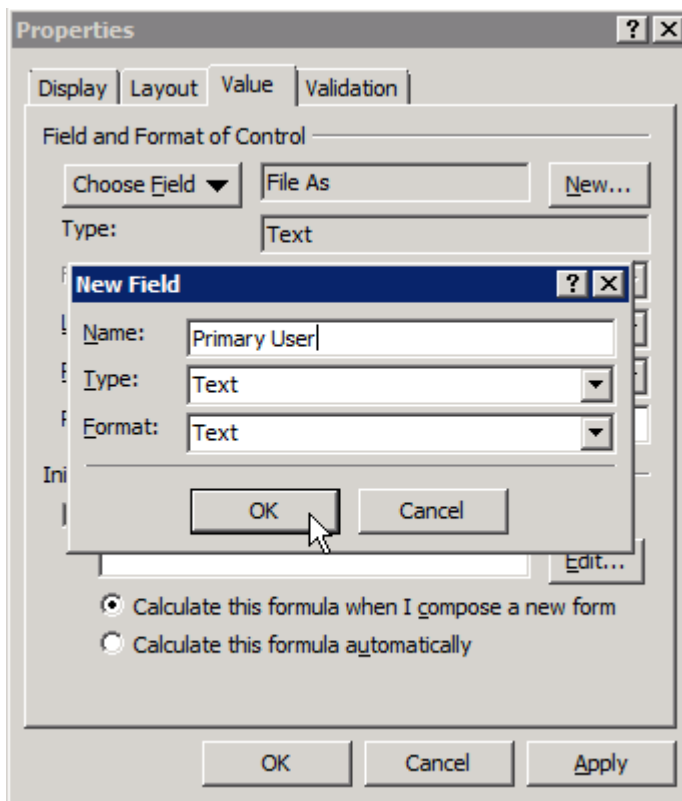 Properties
Display Layout Value Validation
Field and Format of Control
Choose Field File As New...
Type: Text
New Field
Name: Primary User
Type: Text
Format: Text
OK Cancel
Ini
Edit...
Calculate this formula when I compose a new form
Calculate this formula automatically
OK Cancel Apply